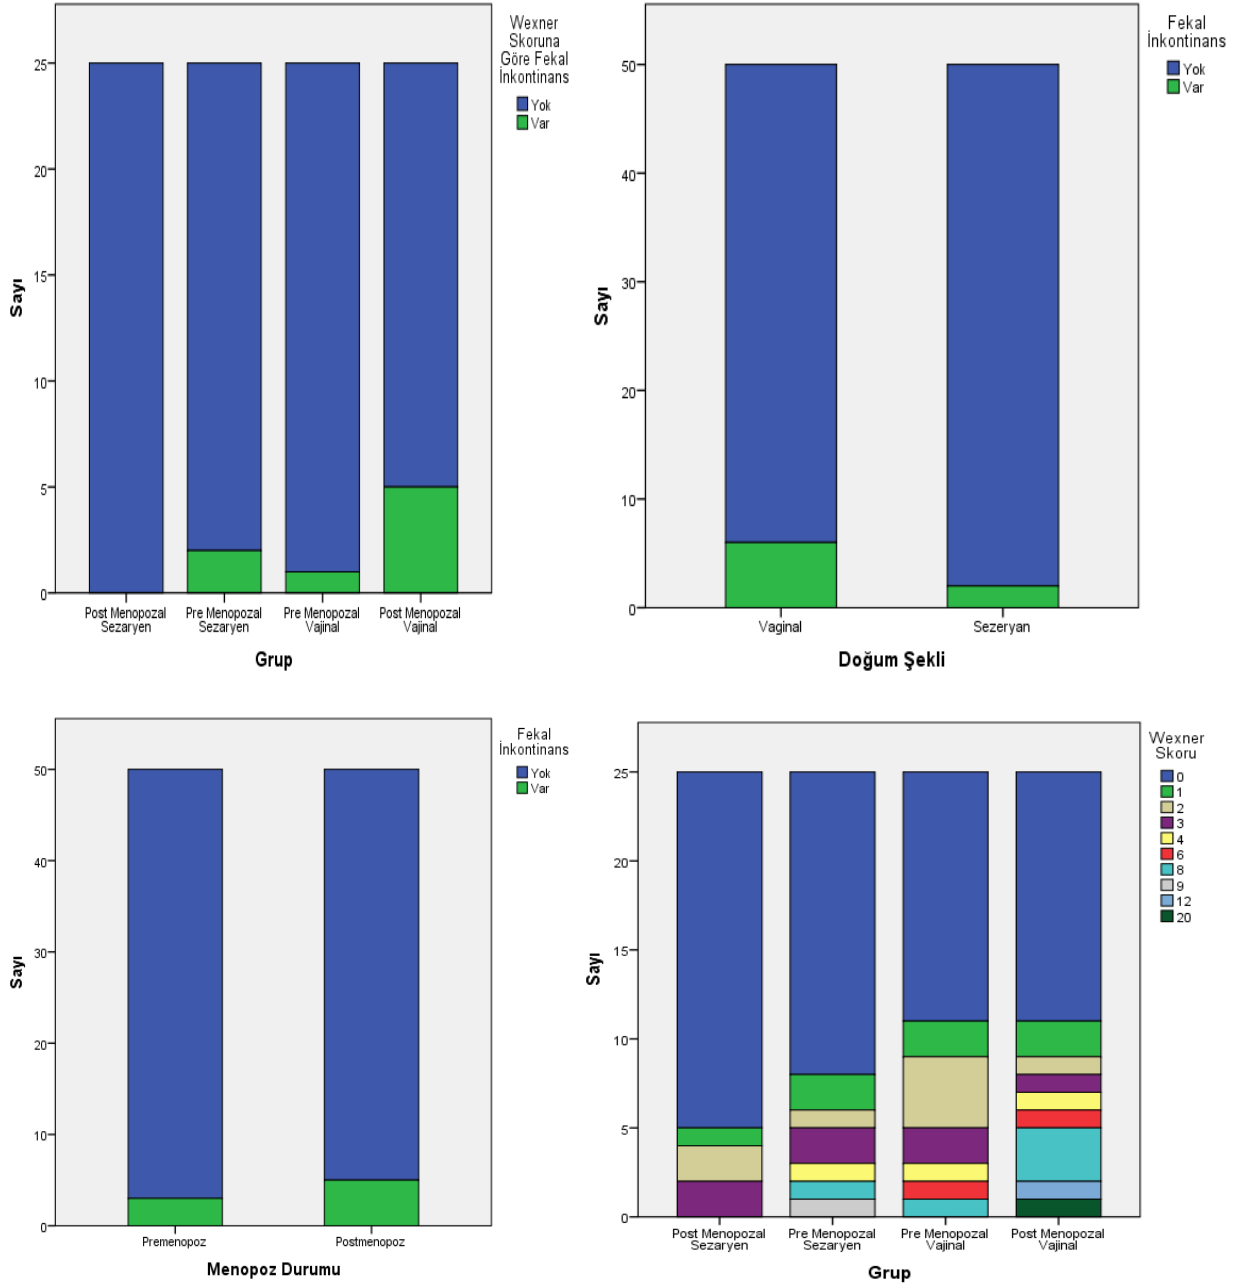 Wexner
Skoruna
Göre Fekal
İnkontinans
Yok
Var
25
20
15
10
5
0
Sayı
Post Menopozal
Sezaryen
Pre Menopozal
Sezaryen
Pre Menopozal
Vajinal
Post Menopozal
Vajinal
Grup
Fekal
İnkontinans
Yok
Var
50
40
30
20
10
0
Sayı
Vaginal
Sezeryan
Doğum Şekli
Fekal
İnkontinans
Yok
Var
50
40
30
20
10
0
Sayı
Premenopoz
Postmenopoz
Menopoz Durumu
Wexner
Skoru
0
1
2
3
4
6
8
9
12
20
25
20
15
10
5
0
Sayı
Post Menopozal
Sezaryen
Pre Menopozal
Sezaryen
Pre Menopozal
Vajinal
Post Menopozal
Vajinal
Grup